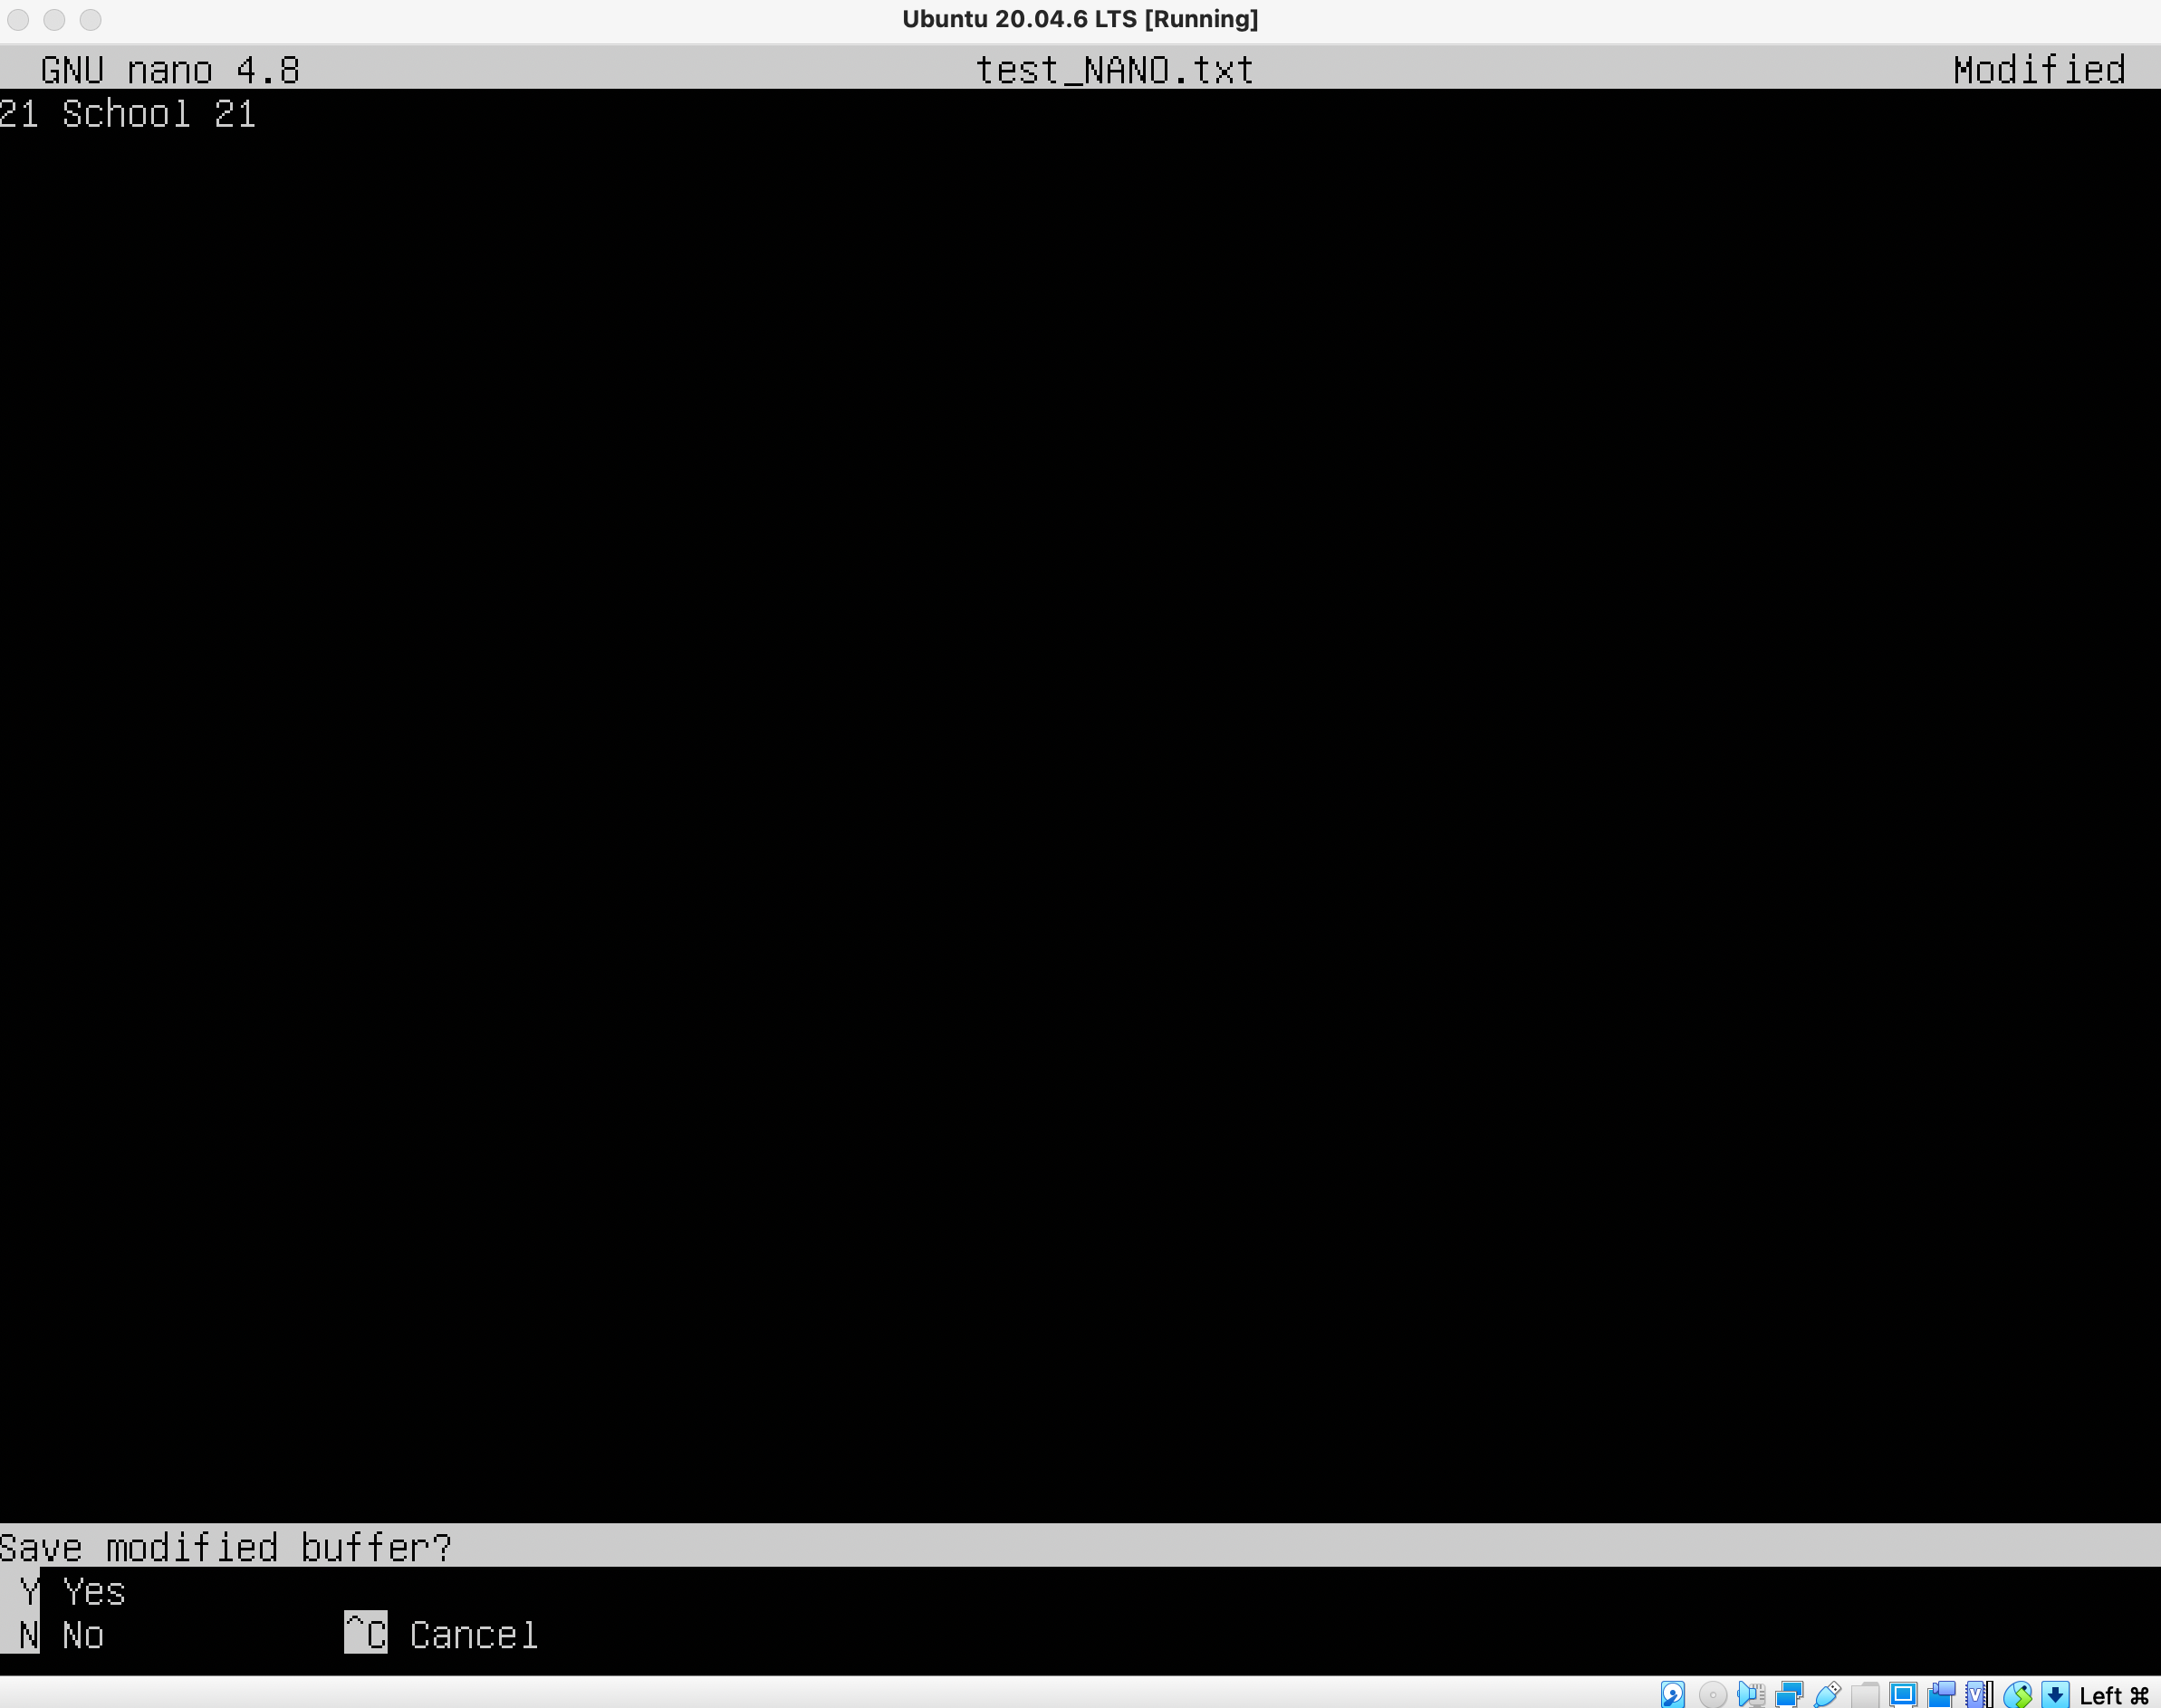 Ubuntu 20.04.6 LTS [Running]
GNU nano 4.8 test_NANO.txt Modified
21 School 21
Save modified buffer?
Y Yes
N No ^C Cancel
Left ⌘